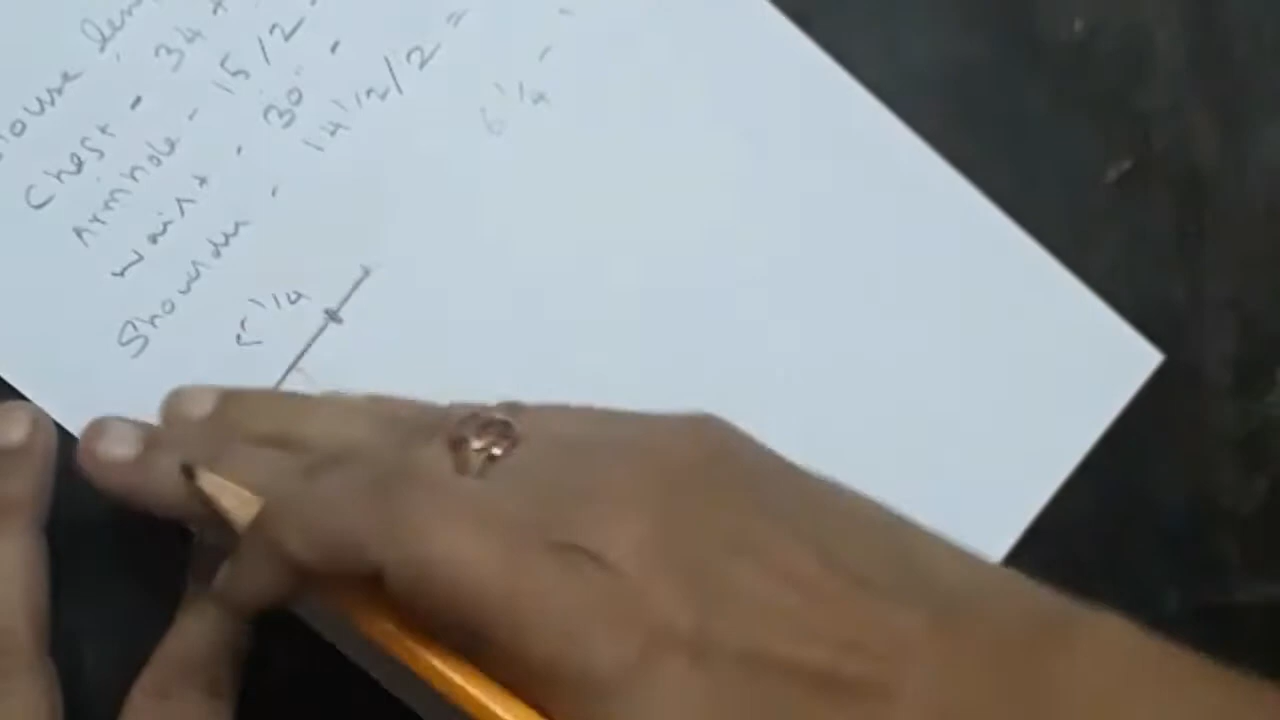 Chest - 34 +
Armhole - 15/2
Waist - 30" -
Shoulder - 14 1/2/2 =
6 1/4 -
5 1/4